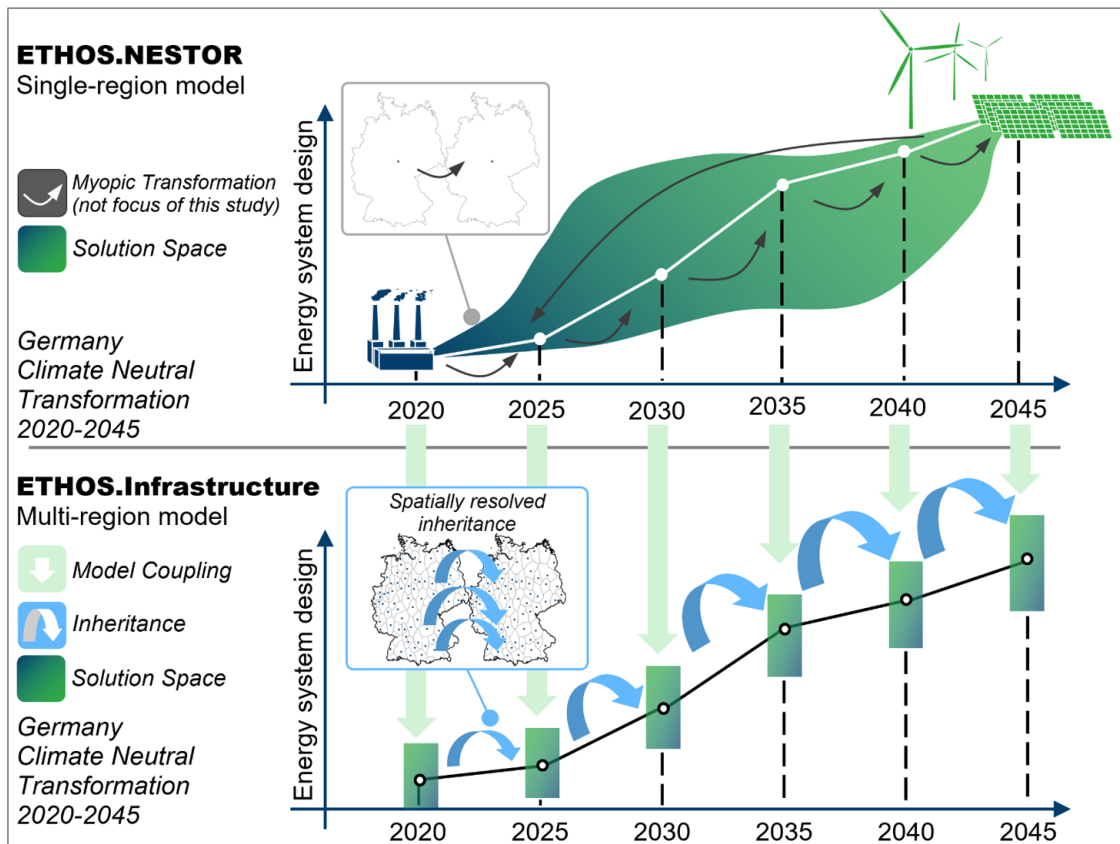 ETHOS.NESTOR
Single-region model
Myopic Transformation
(not focus of this study)
Solution Space
Germany
Climate Neutral
Transformation
2020-2045
Energy system design
2020 2025 2030 2035 2040 2045
ETHOS.Infrastructure
Multi-region model
Model Coupling
Inheritance
Solution Space
Germany
Climate Neutral
Transformation
2020-2045
Spatially resolved
inheritance
Energy system design
2020 2025 2030 2035 2040 2045